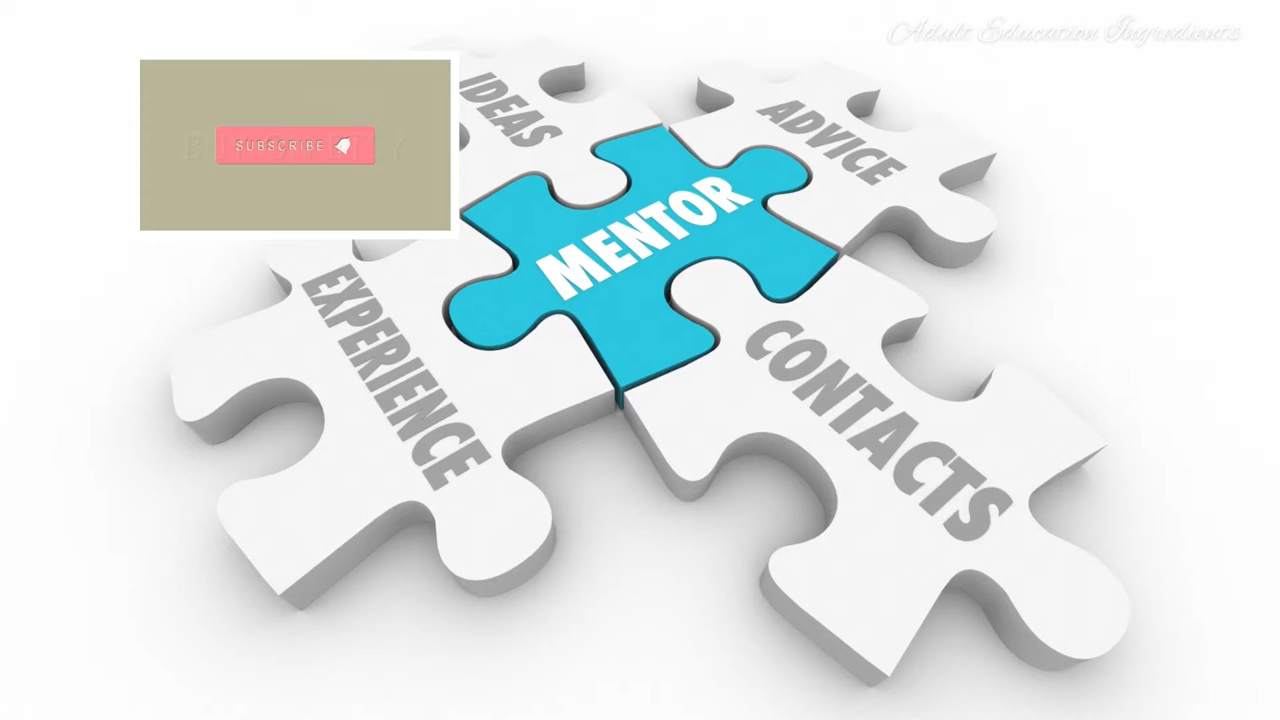 Adult Education Ingredients
IDEAS
ADVICE
SUBSCRIBE
MENTOR
EXPERIENCE
CONTACTS